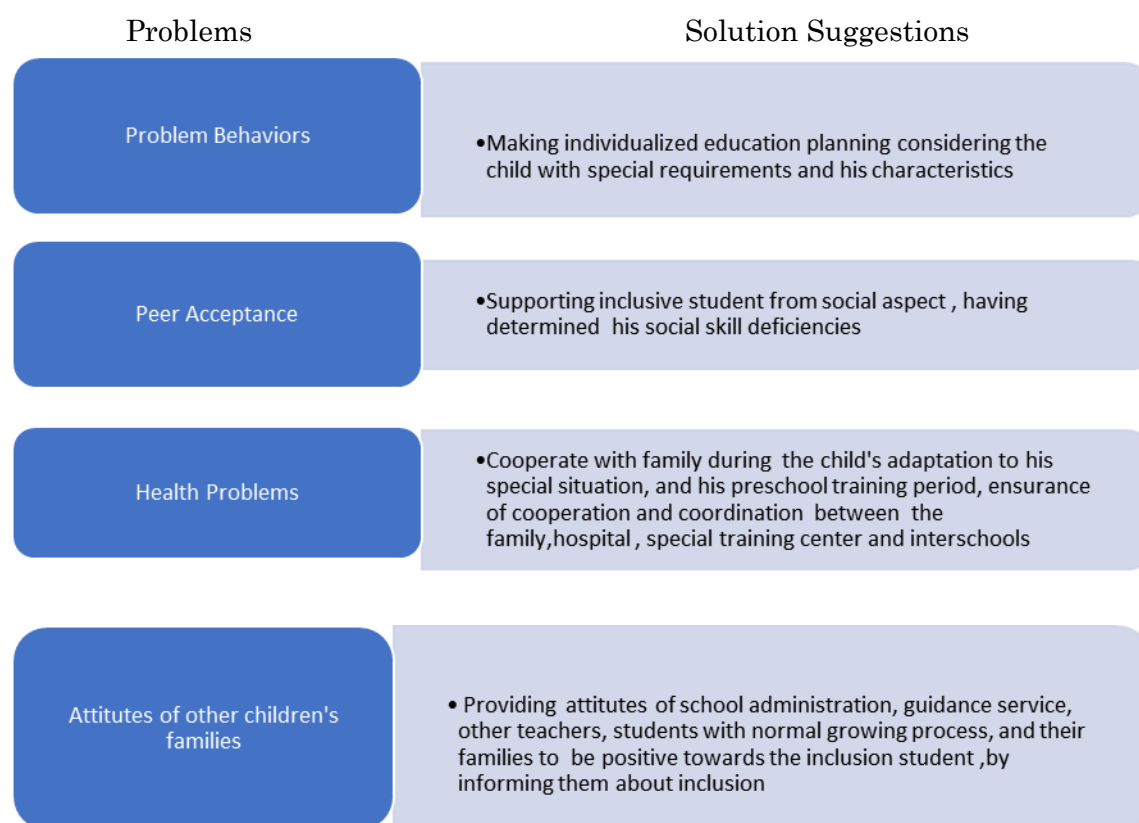 Problems
Solution Suggestions
Problem Behaviors
•Making individualized education planning considering the
child with special requirements and his characteristics
Peer Acceptance
•Supporting inclusive student from social aspect , having
determined his social skill deficiencies
Health Problems
•Cooperate with family during the child's adaptation to his
special situation, and his preschool training period, ensurance
of cooperation and coordination between the
family,hospital , special training center and interschools
Attitutes of other children's
families
• Providing attitutes of school administration, guidance service,
other teachers, students with normal growing process, and their
families to be positive towards the inclusion student ,by
informing them about inclusion